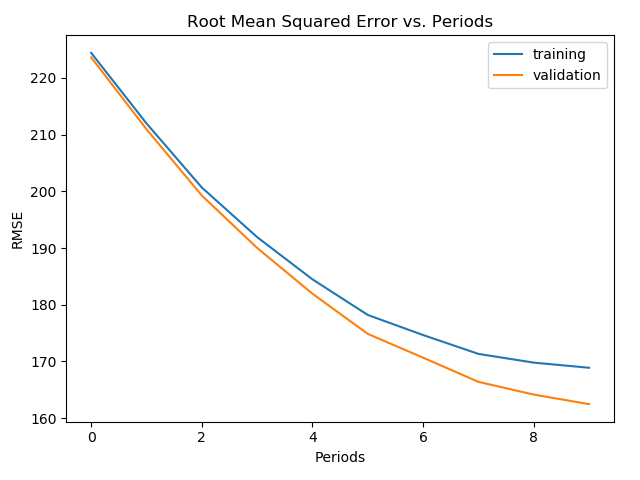 Root Mean Squared Error vs. Periods
training
validation
220
210
200
190
180
170
160
RMSE
0 2 4 6 8
Periods